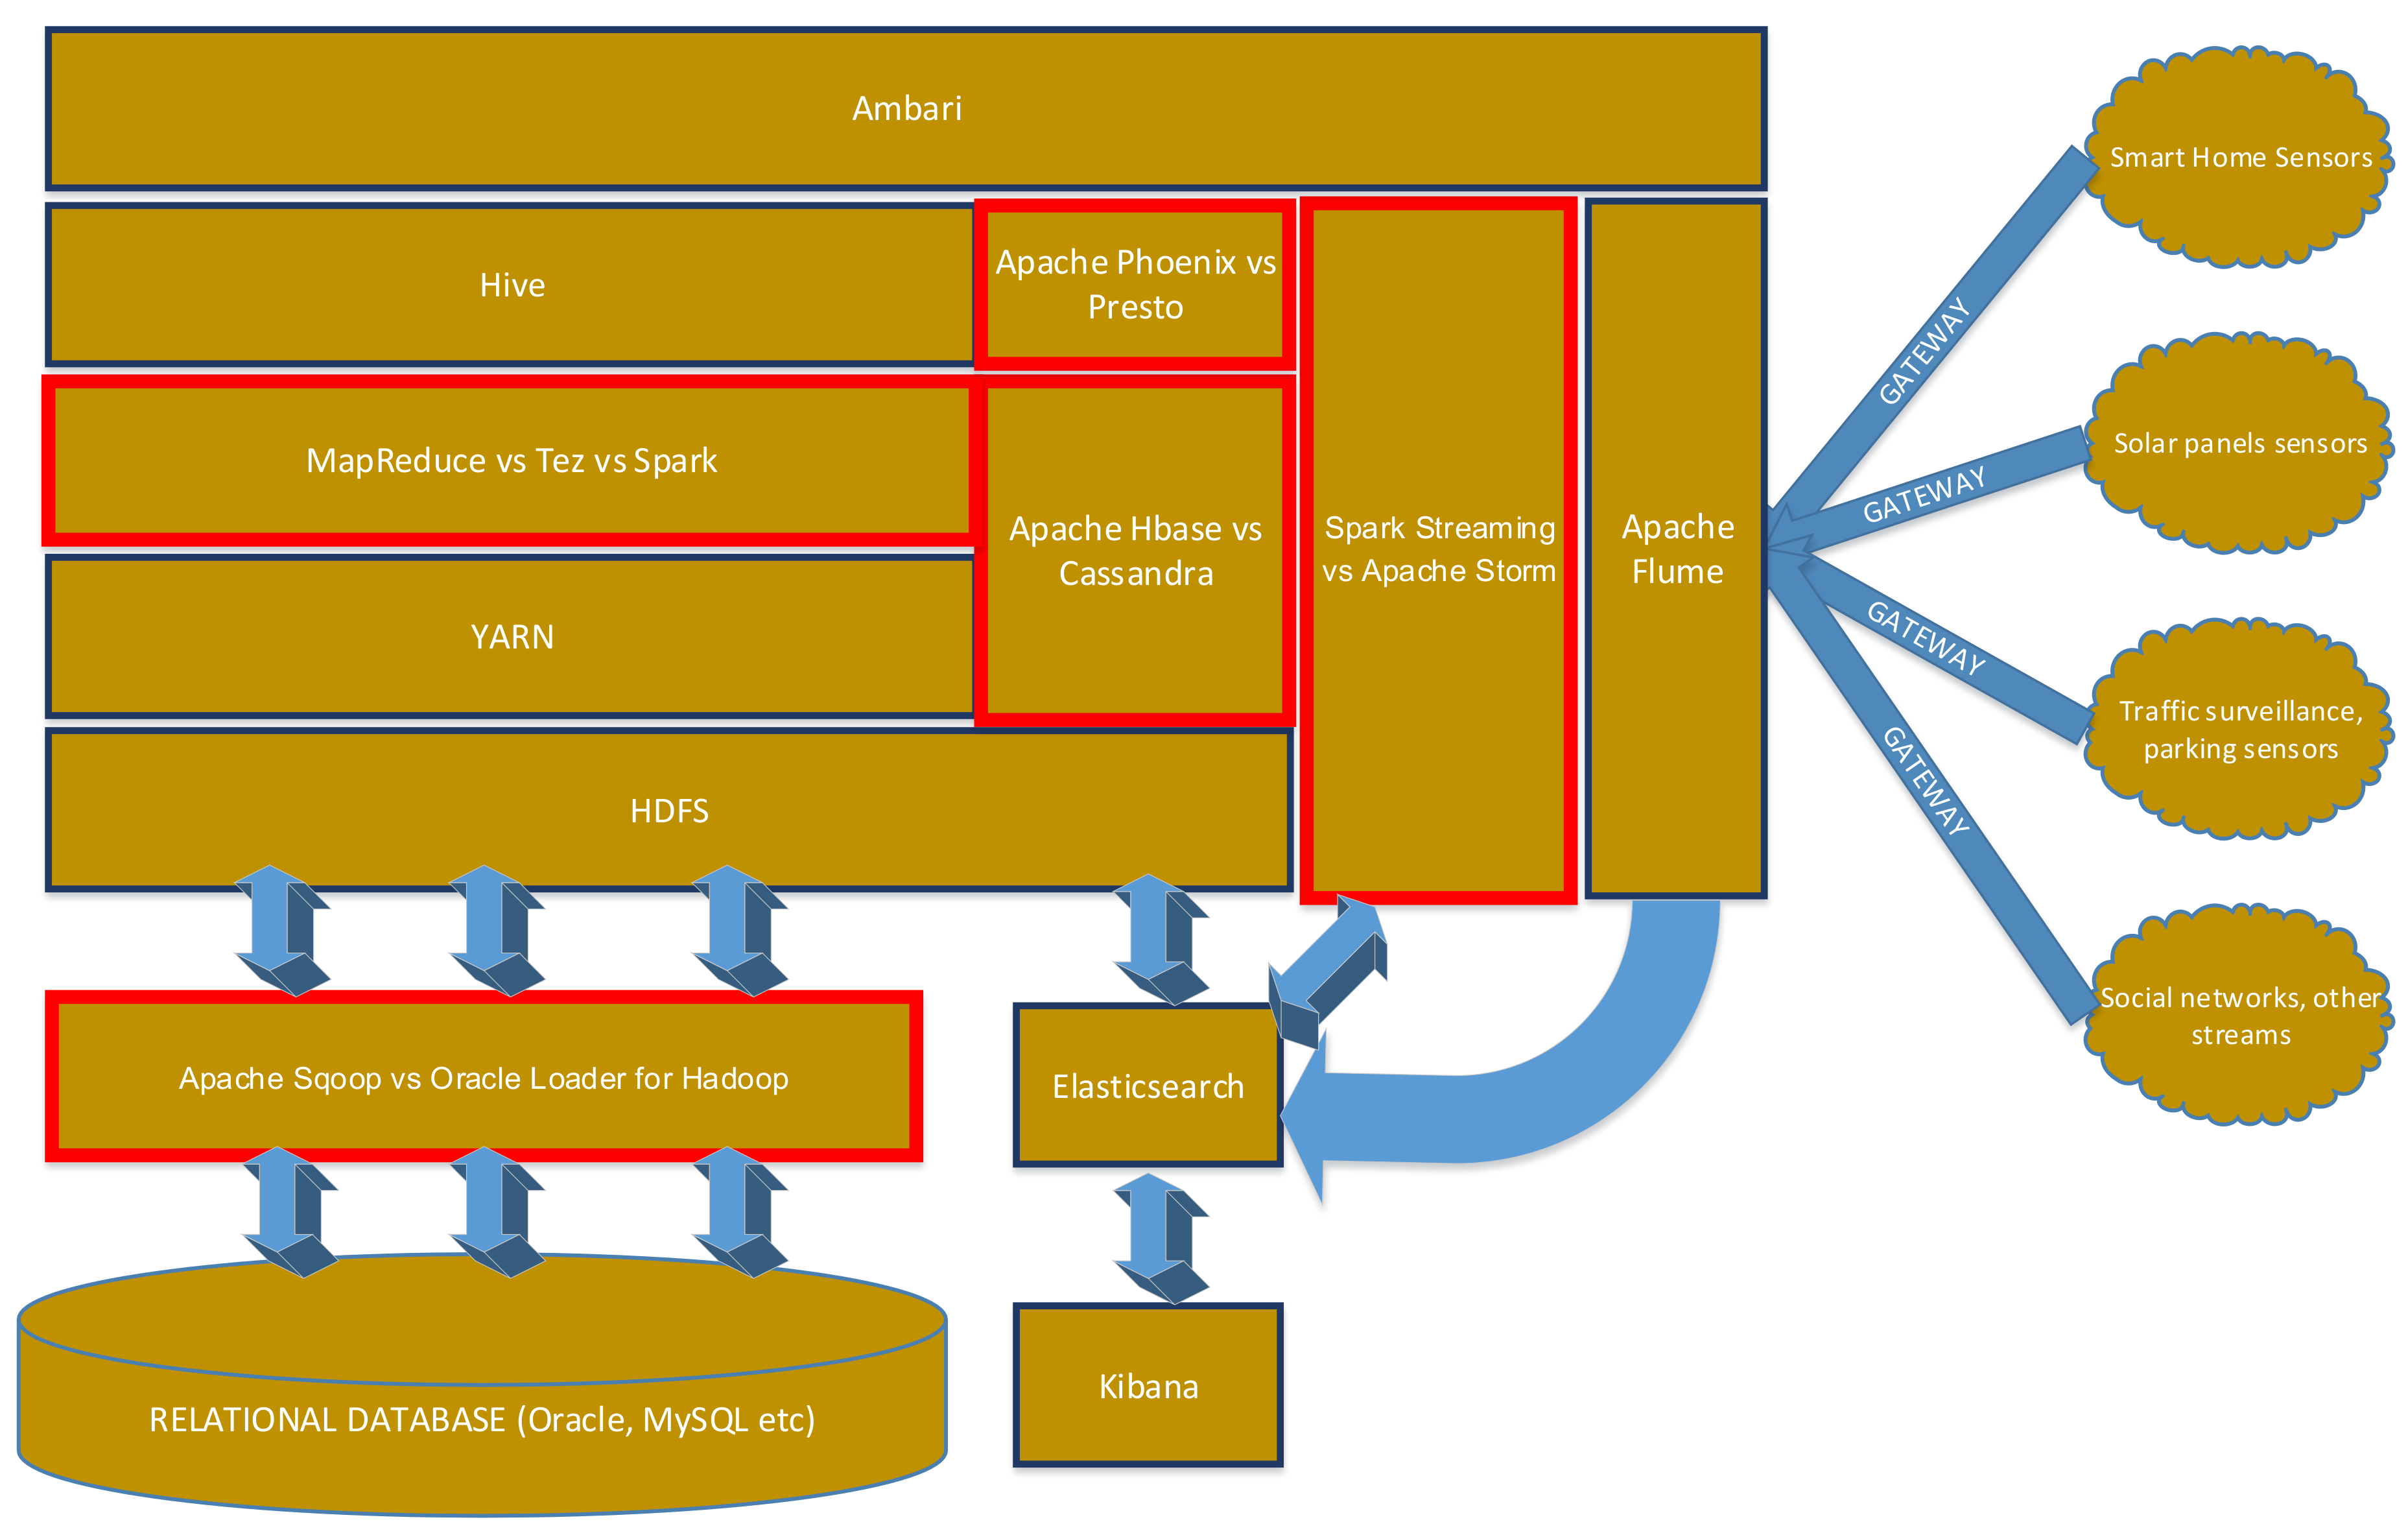 Ambari
Smart Home Sensors
Hive
Apache Phoenix vs
Presto
GATEWAY
Solar panels sensors
MapReduce vs Tez vs Spark
GATEWAY
Apache Hbase vs
Cassandra
Spark Streaming
vs Apache Storm
Apache
Flume
YARN
GATEWAY
Traffic surveillance,
parking sensors
HDFS
GATEWAY
Social networks, other
streams
Apache Sqoop vs Oracle Loader for Hadoop
Elasticsearch
Kibana
RELATIONAL DATABASE (Oracle, MySQL etc)